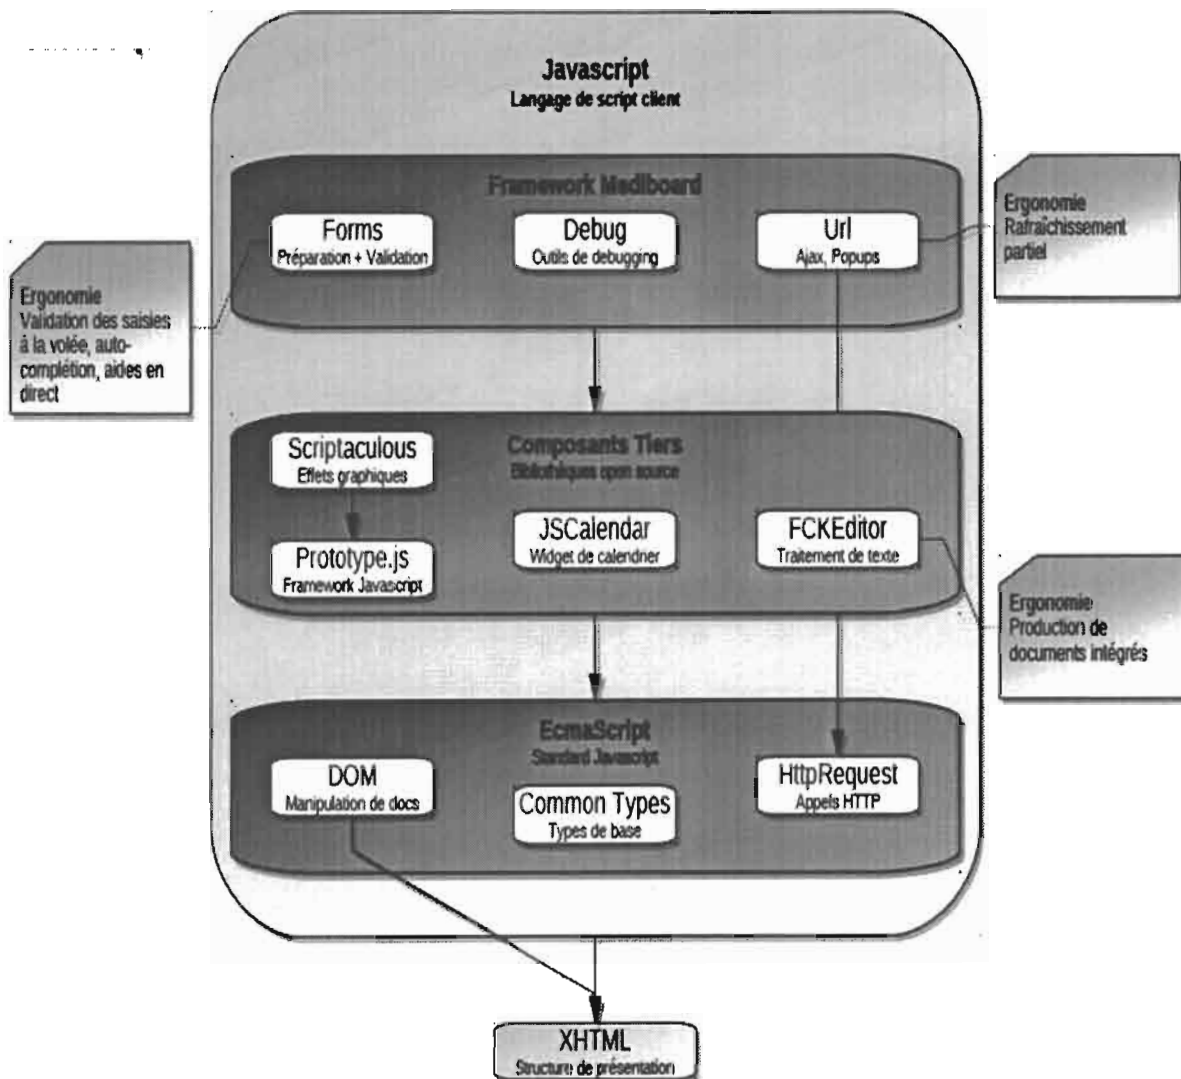 Javascript
Langage de script client
Framework Mediboard
Forms
Préparation + Validation
Debug
Outils de debugging
Url
Ajax, Popups
Ergonomie
Rafraîchissement
partiel
Ergonomie
Validation des saisies
à la volée, auto-
complétion, aides en
direct
Composants Tiers
Bibliothèques open source
Scriptaculous
Effets graphiques
Prototype.js
Framework Javascript
JSCalendar
Widget de calendrier
FCKEditor
Traitement de texte
Ergonomie
Production de
documents intégrés
EcmaScript
Standard Javascript
DOM
Manipulation de docs
Common Types
Types de base
HttpRequest
Appels HTTP
XHTML
Structure de présentation